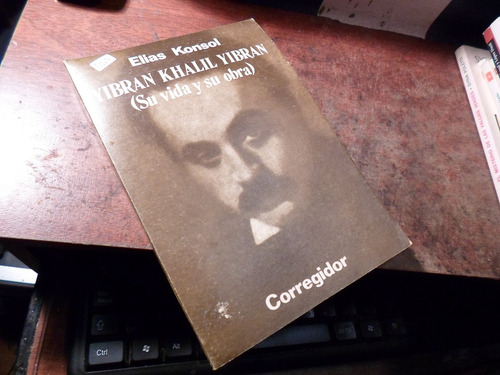 Elias Konsol
YIBRAN KHALIL YIBRAN
(Su vida y su obra)
Corregidor
Ctrl
Alt